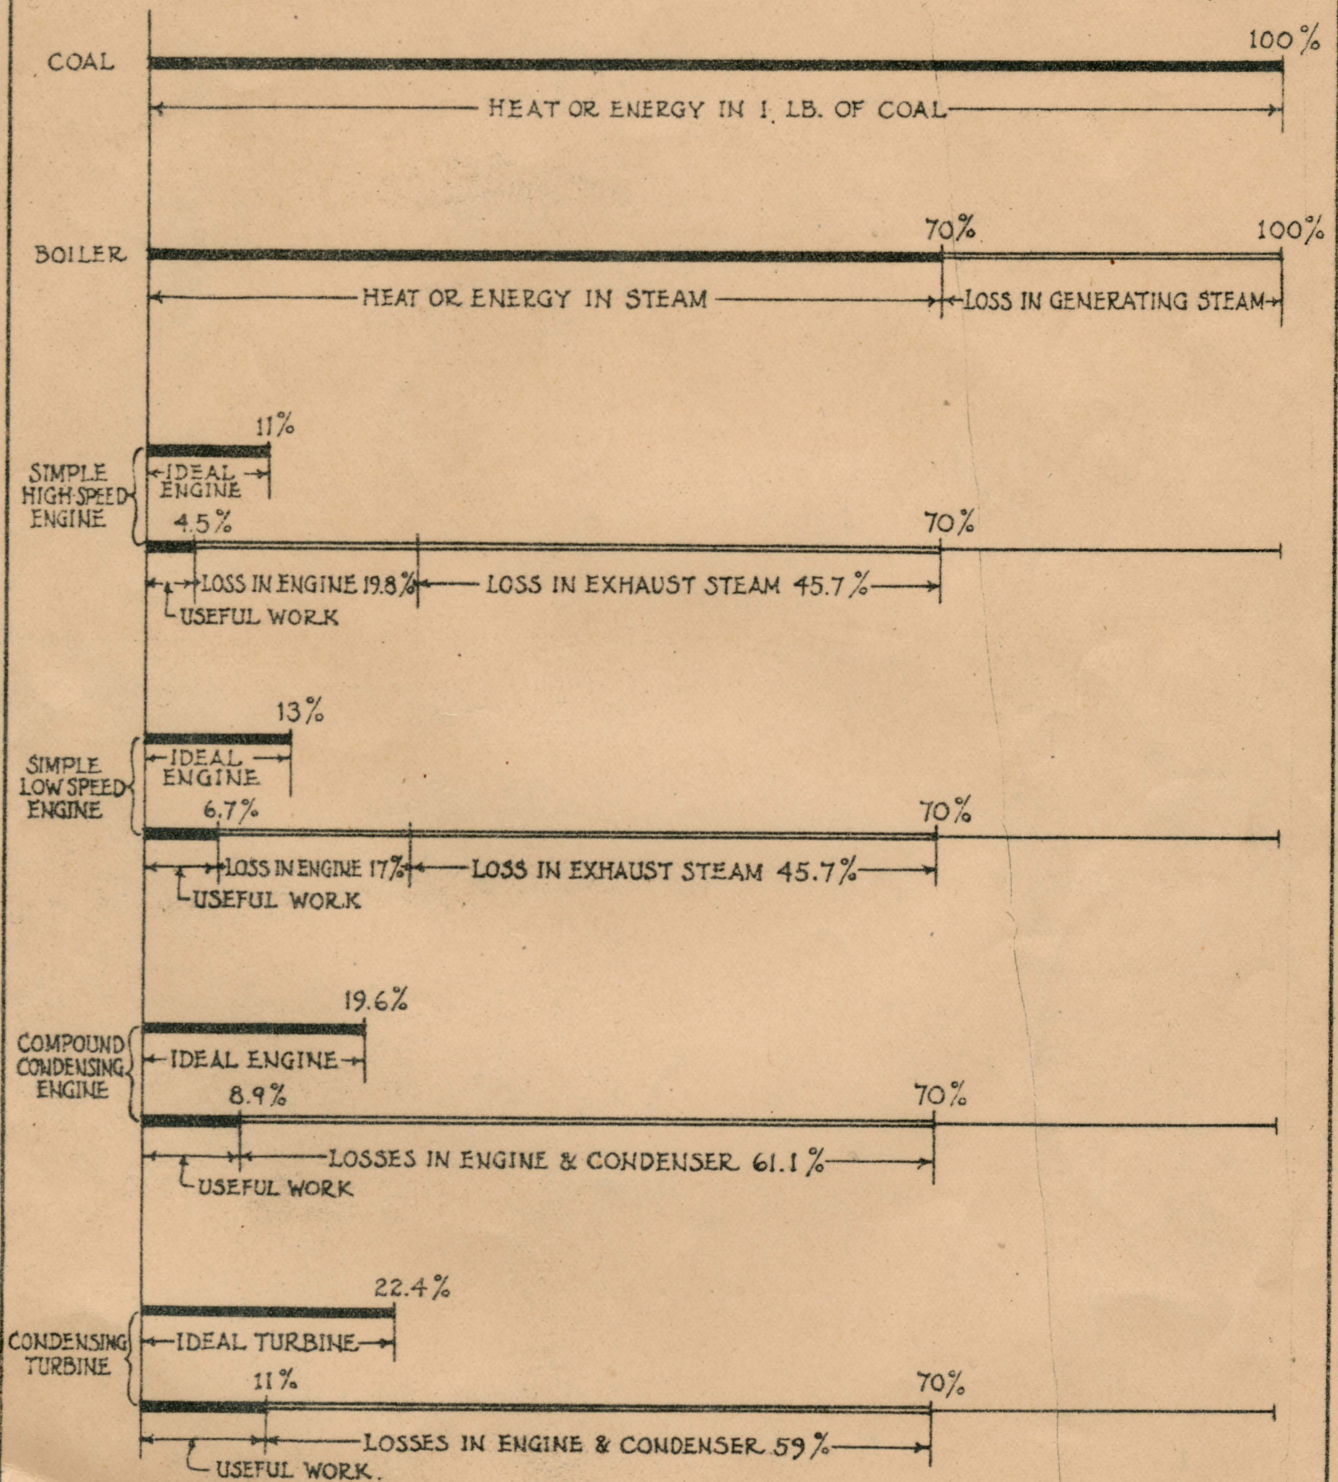 100%
COAL
HEAT OR ENERGY IN 1. LB. OF COAL
70% 100%
BOILER
HEAT OR ENERGY IN STEAM LOSS IN GENERATING STEAM
11%
SIMPLE
HIGH-SPEED
ENGINE
IDEAL
ENGINE
4.5% 70%
LOSS IN ENGINE 19.8% LOSS IN EXHAUST STEAM 45.7%
USEFUL WORK
13%
SIMPLE
LOW SPEED
ENGINE
IDEAL
ENGINE
6.7% 70%
LOSS IN ENGINE 17% LOSS IN EXHAUST STEAM 45.7%
USEFUL WORK
19.6%
COMPOUND
CONDENSING
ENGINE
IDEAL ENGINE
8.9% 70%
LOSSES IN ENGINE & CONDENSER 61.1%
USEFUL WORK
22.4%
CONDENSING
TURBINE
IDEAL TURBINE
11% 70%
LOSSES IN ENGINE & CONDENSER 59%
USEFUL WORK.